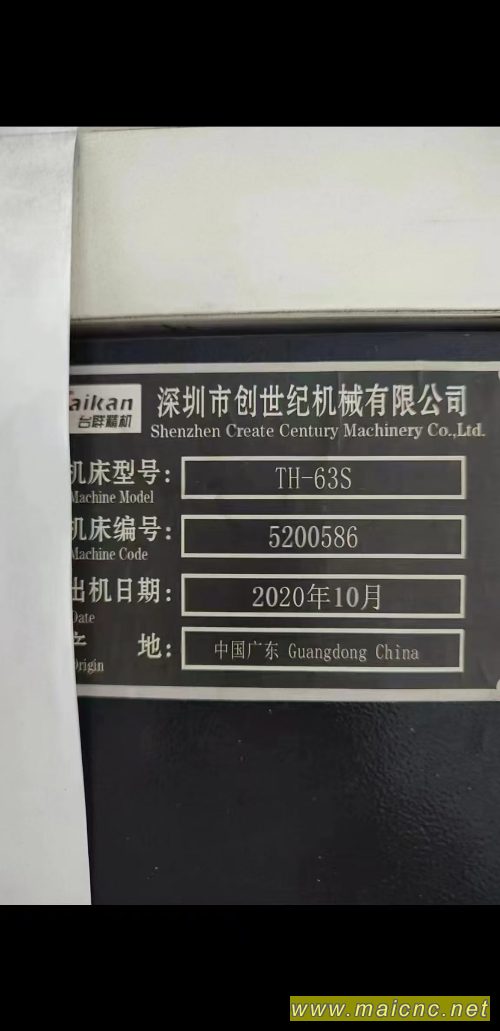 aikan
台群精机
深圳市创世纪机械有限公司
Shenzhen Create Century Machinery Co.,Ltd.
机床型号: TH-63S
Machine Model
机床编号: 5200586
Machine Code
出机日期: 2020年10月
Date
产 地: 中国广东 Guangdong China
Origin
www.maicnc.net